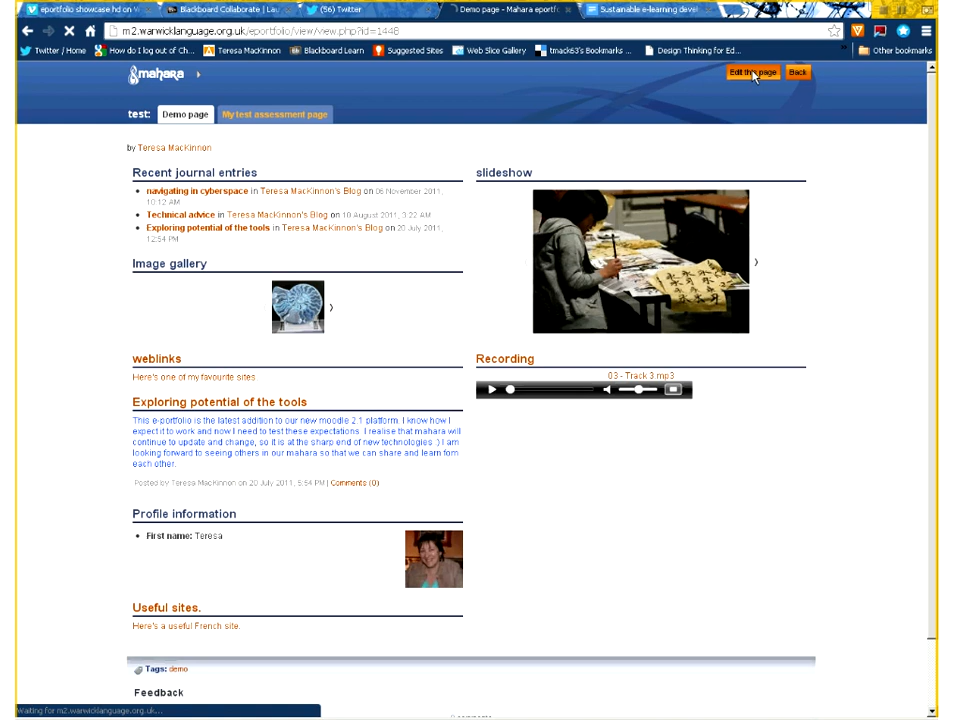 eportfolio showcase hd on V
Blackboard Collaborate | Lau
(56) Twitter
Demo page - Mahara eportfo
Sustainable e-learning devel
m2.warwicklanguage.org.uk/eportfolio/view/view.php?id=1448
Twitter / Home
How do I log out of Ch...
Teresa MacKinnon
Blackboard Learn
Suggested Sites
Web Slice Gallery
tmack63's Bookmarks ...
Design Thinking for Ed...
Other bookmarks
mahara
Edit this page
Back
test:
Demo page
My test assessment page
by Teresa MacKinnon
Recent journal entries
navigating in cyberspace in Teresa MacKinnon's Blog on 06 November 2011,
10:12 AM
Technical advice in Teresa MacKinnon's Blog on 10 August 2011, 3:22 AM
Exploring potential of the tools in Teresa MacKinnon's Blog on 20 July 2011,
12:54 PM
Image gallery
slideshow
weblinks
Here's one of my favourite sites.
Recording
03 - Track 3.mp3
Exploring potential of the tools
This e-portfolio is the latest addition to our new moodle 2.1 platform. I know how I
expect it to work and now I need to test these expectations. I realise that mahara will
continue to update and change, so it is at the sharp end of new technologies :) I am
looking forward to seeing others in our mahara so that we can share and learn fom
each other.
Posted by Teresa MacKinnon on 20 July 2011, 5:54 PM | Comments (0)
Profile information
First name: Teresa
Useful sites.
Here's a useful French site.
Tags: demo
Feedback
Waiting for m2.warwicklanguage.org.uk...